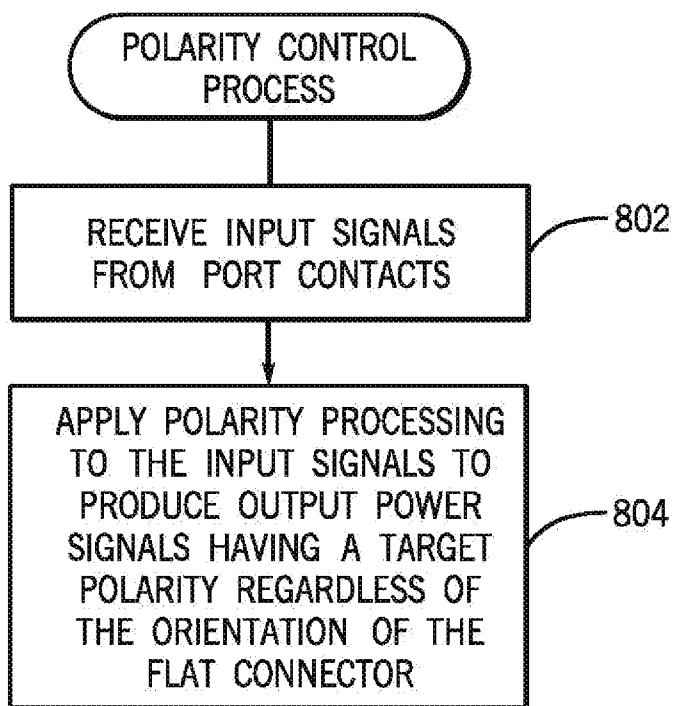 POLARITY CONTROL
PROCESS
RECEIVE INPUT SIGNALS
FROM PORT CONTACTS
802
APPLY POLARITY PROCESSING
TO THE INPUT SIGNALS TO
PRODUCE OUTPUT POWER
SIGNALS HAVING A TARGET
POLARITY REGARDLESS OF
THE ORIENTATION OF THE
FLAT CONNECTOR
804